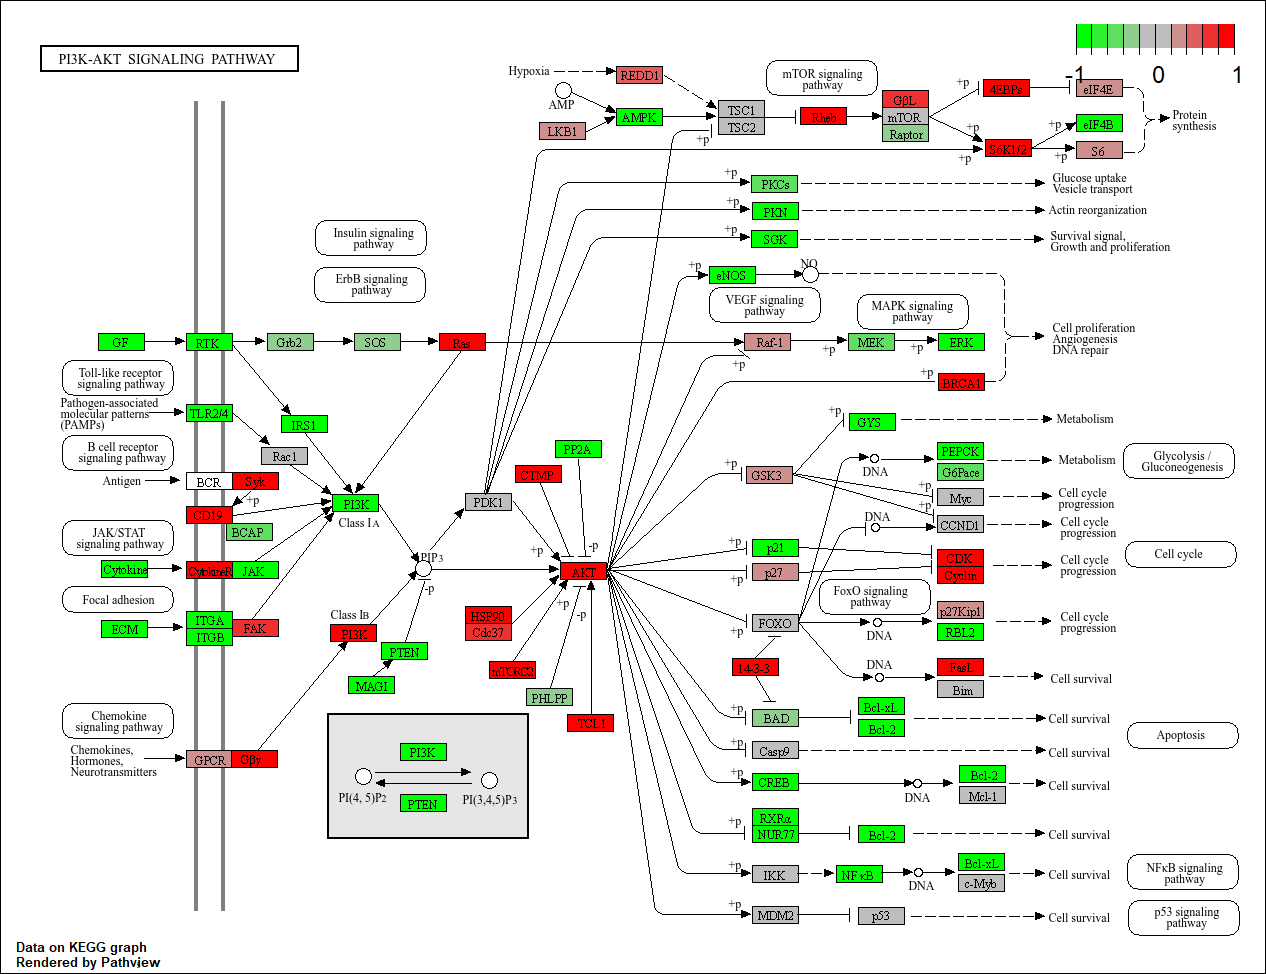 PI3K-AKT SIGNALING PATHWAY
-1
0
1
Hypoxia
REDD1
mTOR signaling
pathway
AMP
AMPK
LKB1
TSC1
TSC2
+p
Rheb
GβL
mTOR
Raptor
+p
4EBPs
eIF4E
+p
S6K1/2
+p
+p
eIF4B
+p
S6
Protein
synthesis
+p
PKCs
Glucose uptake
Vesicle transport
+p
PKN
Actin reorganization
+p
SGK
Survival signal,
Growth and proliferation
Insulin signaling
pathway
ErbB signaling
pathway
+p
eNOS
NO
VEGF signaling
pathway
MAPK signaling
pathway
GF
RTK
Grb2
SOS
Ras
Raf-1
+p
+p
MEK
+p
ERK
Cell proliferation
Angiogenesis
DNA repair
+p
BRCA1
Toll-like receptor
signaling pathway
Pathogen-associated
molecular patterns
(PAMPs)
TLR2/4
IRS1
Rac1
B cell receptor
signaling pathway
Antigen
BCR
Syk
+p
CD19
BCAP
PI3K
Class IA
PDK1
CTMP
PP2A
+p
-p
AKT
PIP3
-p
JAK/STAT
signaling pathway
Cytokine
CytokineR
JAK
Focal adhesion
ECM
ITGA
ITGB
FAK
Class IB
PI3K
PTEN
MAGI
HSP90
Cdc37
+p
-p
mTORC2
PHLPP
TCL1
Chemokine
signaling pathway
Chemokines,
Hormones,
Neurotransmitters
GPCR
Gβγ
PI3K
PI(4, 5)P2
PI(3,4,5)P3
PTEN
+p
GSK3
+p
GYS
Metabolism
DNA
PEPCK
G6Pace
Metabolism
Glycolysis /
Gluconeogenesis
+p
Myc
Cell cycle
progression
DNA
+p
CCND1
Cell cycle
progression
+p
p21
+p
p27
CDK
Cyclin
Cell cycle
progression
Cell cycle
FoxO signaling
pathway
+p
FOXO
DNA
p27Kip1
RBL2
Cell cycle
progression
14-3-3
DNA
FasL
Bim
Cell survival
+p
BAD
Bcl-xL
Bcl-2
Cell survival
+p
Casp9
Cell survival
Apoptosis
+p
CREB
DNA
Bcl-2
Mcl-1
Cell survival
+p
RXRα
NUR77
Bcl-2
Cell survival
+p
IKK
NFκB
DNA
Bcl-xL
c-Myb
Cell survival
NFκB signaling
pathway
+p
MDM2
p53
Cell survival
p53 signaling
pathway
Data on KEGG graph
Rendered by Pathview